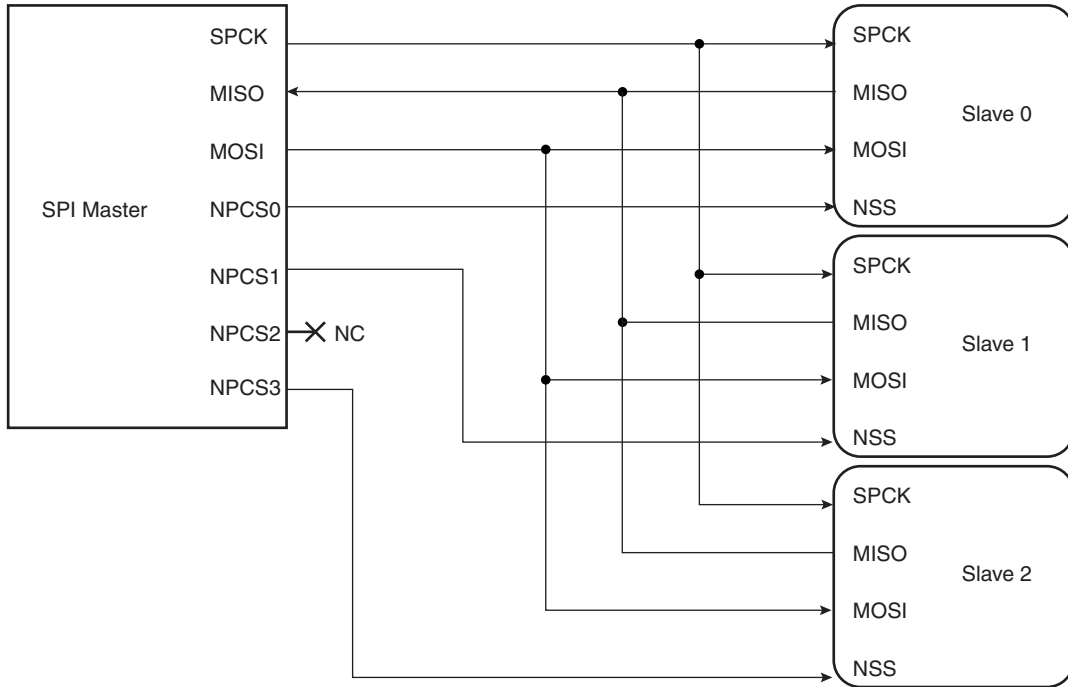 SPI Master
SPCK
MISO
MOSI
NPCS0
NPCS1
NPCS2
NC
NPCS3
SPCK
MISO
Slave 0
MOSI
NSS
SPCK
MISO
Slave 1
MOSI
NSS
SPCK
MISO
Slave 2
MOSI
NSS